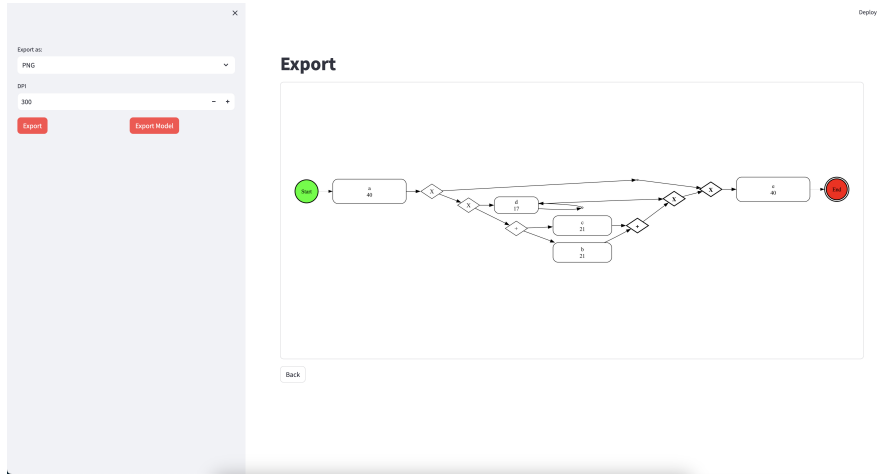 Deploy
Export as:
PNG
DPI
300
Export
Export Model
Export
Start
a
40
X
X
d
17
+
c
21
b
21
+
X
X
e
40
End
Back